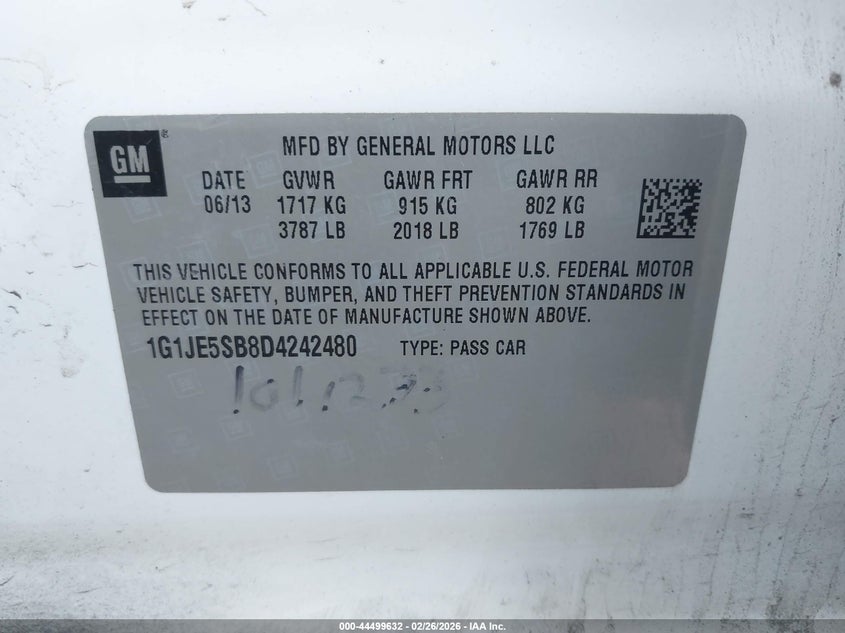 GM
MFD BY GENERAL MOTORS LLC
DATE GVWR GAWR FRT GAWR RR
06/13 1717 KG 915 KG 802 KG
3787 LB 2018 LB 1769 LB
THIS VEHICLE CONFORMS TO ALL APPLICABLE U.S. FEDERAL MOTOR
VEHICLE SAFETY, BUMPER, AND THEFT PREVENTION STANDARDS IN
EFFECT ON THE DATE OF MANUFACTURE SHOWN ABOVE.
1G1JE5SB8D4242480 TYPE: PASS CAR
000-44499632 - 02/26/2026 - IAA Inc.